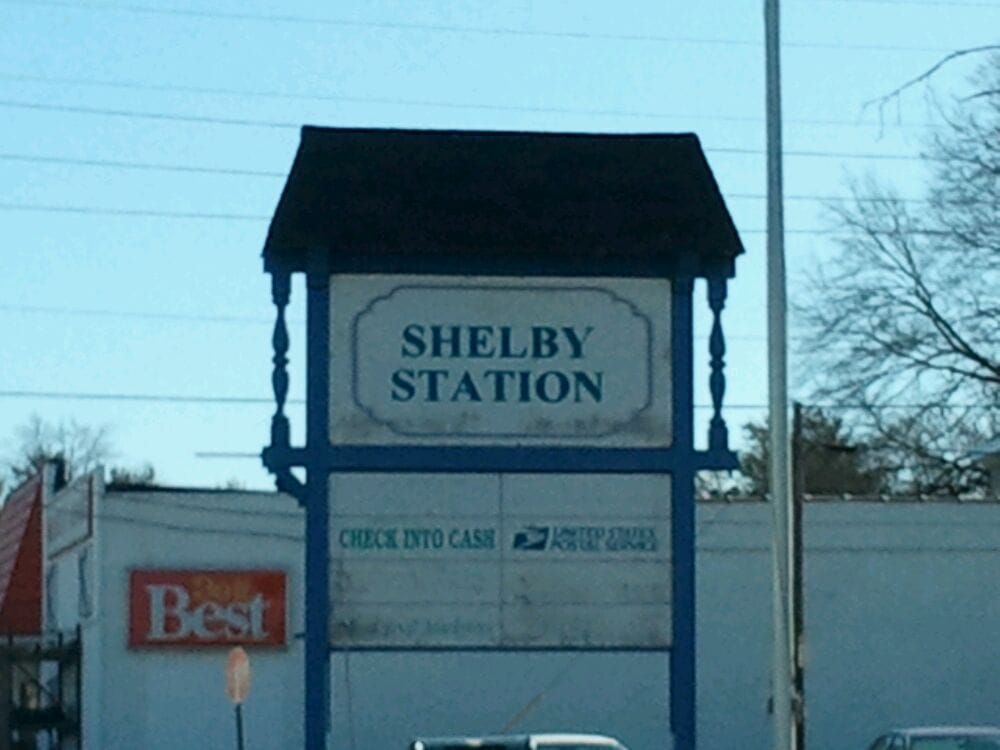 SHELBY
STATION
CHECK INTO CASH
UNITED STATES
POSTAL SERVICE
Best